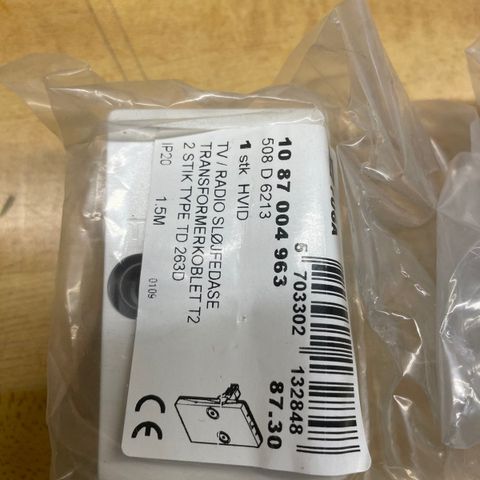 10 87 004 963
508 D 6213
1 stk HVID
TV / RADIO SLØJFEDASE
TRANSFORMERKOBLET T2
2 STIK TYPE TD 263D
IP20
1.5M
0109
5 703302 132848
87.30
CE